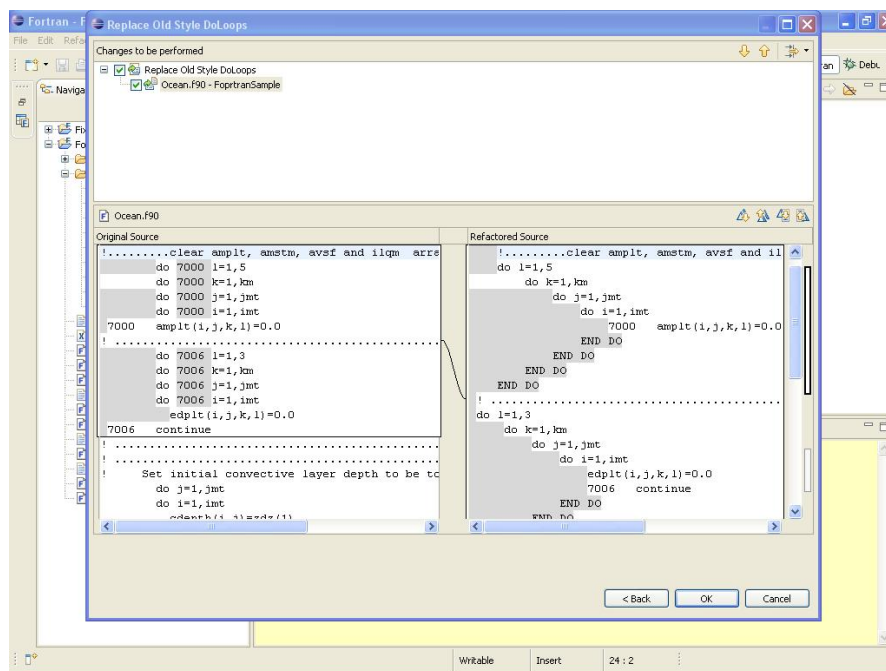 Fortran - F
Replace Old Style DoLoops
File Edit Refa
Changes to be performed
Replace Old Style DoLoops
Ocean.f90 - FoprtranSample
an
Debu
Naviga
Fix
Fo
Ocean.f90
Original Source
Refactored Source
!.........clear amplt, amstm, avsf and ilqm arra
do 7000 l=1,5
do 7000 k=1,km
do 7000 j=1,jmt
do 7000 i=1,imt
7000 amplt(i,j,k,l)=0.0
! ..........................................
do 7006 l=1,3
do 7006 k=1,km
do 7006 j=1,jmt
do 7006 i=1,imt
edplt(i,j,k,l)=0.0
7006 continue
! ..........................................
! ..........................................
! Set initial convective layer depth to be to
do j=1,jmt
do i=1,imt
cdepth(i,j)=zdz(1)
!.........clear amplt, amstm, avsf and il
do l=1,5
do k=1,km
do j=1,jmt
do i=1,imt
7000 amplt(i,j,k,l)=0.0
END DO
END DO
END DO
END DO
! ......................................
do l=1,3
do k=1,km
do j=1,jmt
do i=1,imt
edplt(i,j,k,l)=0.0
7006 continue
END DO
END DO
< Back
OK
Cancel
Writable
Insert
24 : 2